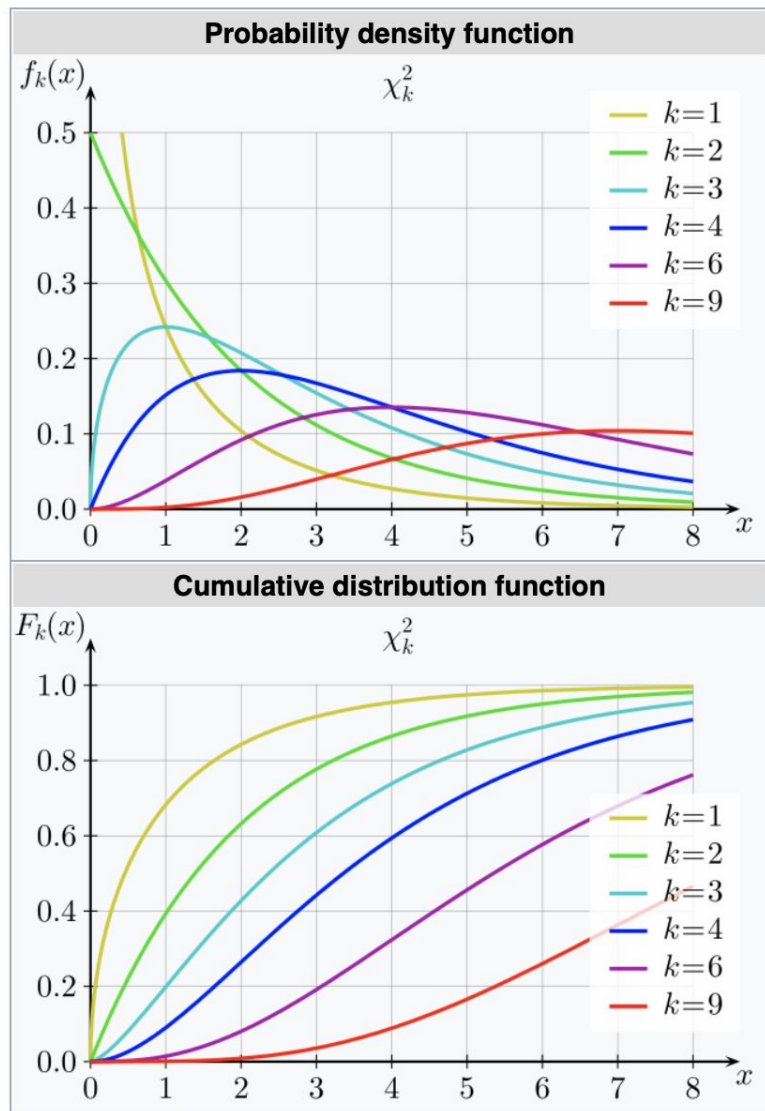 Probability density function
f_k(x)
χ²_k
k=1
k=2
k=3
k=4
k=6
k=9
0.5
0.4
0.3
0.2
0.1
0.0
0 1 2 3 4 5 6 7 8 x
Cumulative distribution function
F_k(x)
χ²_k
1.0
0.8
0.6
0.4
0.2
0.0
k=1
k=2
k=3
k=4
k=6
k=9
0 1 2 3 4 5 6 7 8 x